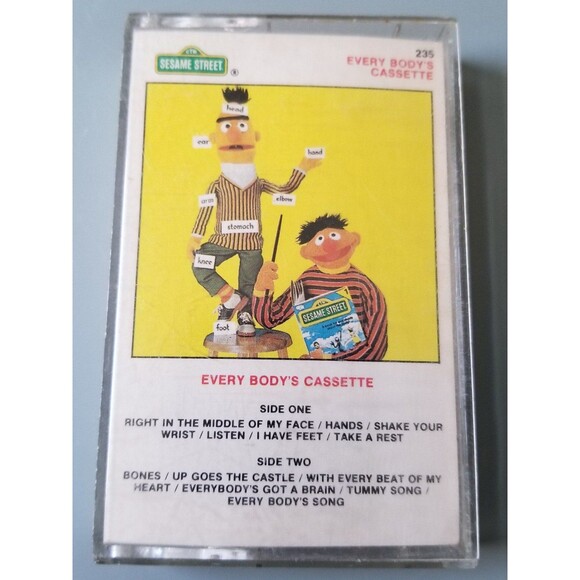 CTW
SESAME STREET
®
235
EVERY BODY'S
CASSETTE
head
ear
hand
arm
elbow
stomach
knee
foot
SESAME STREET
EVERY BODY'S CASSETTE
SIDE ONE
RIGHT IN THE MIDDLE OF MY FACE / HANDS / SHAKE YOUR
WRIST / LISTEN / I HAVE FEET / TAKE A REST
SIDE TWO
BONES / UP GOES THE CASTLE / WITH EVERY BEAT OF MY
HEART / EVERYBODY'S GOT A BRAIN / TUMMY SONG /
EVERY BODY'S SONG